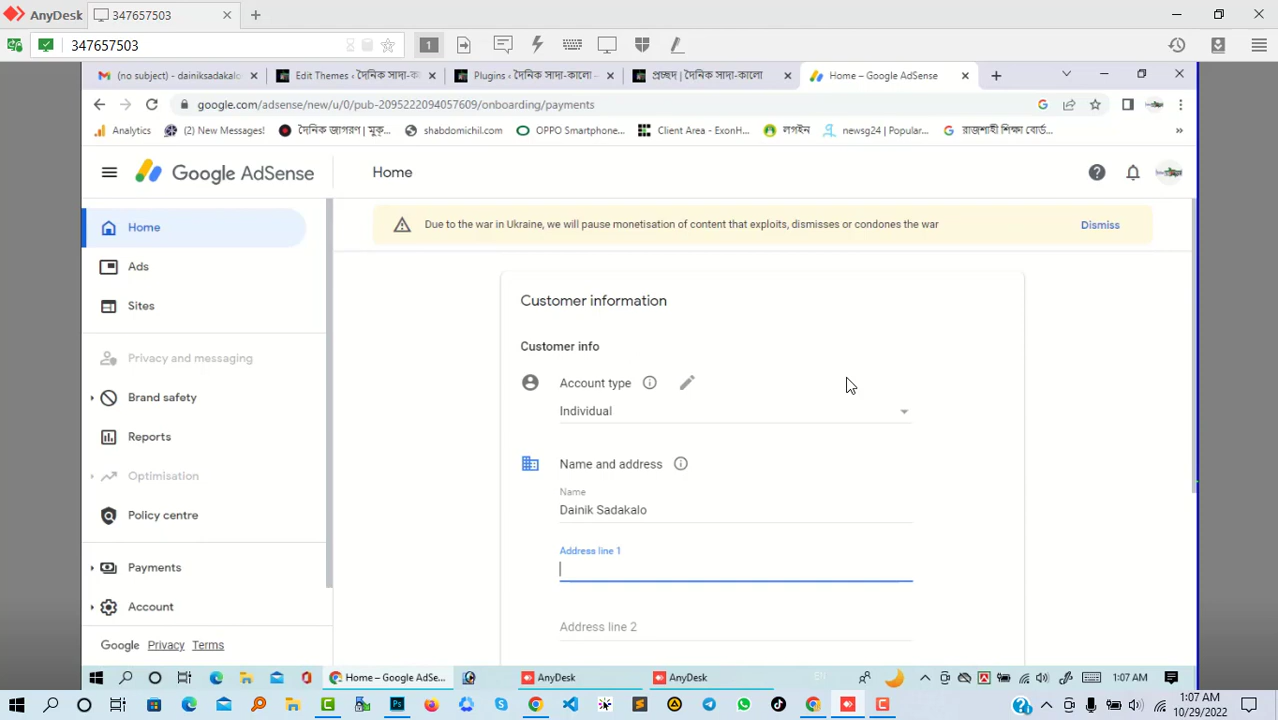 AnyDesk 347657503
347657503 1
(no subject) - dainiksadakalo Edit Themes ‹ দৈনিক সাদা-কা Plugins ‹ দৈনিক সাদা-কালো প্রচ্ছদ | দৈনিক সাদা-কালো Home – Google AdSense
google.com/adsense/new/u/0/pub-2095222094057609/onboarding/payments
Analytics (2) New Messages! দৈনিক জাগরণ | মুক্... shabdomichil.com OPPO Smartphone... Client Area - ExonH... লগইন newsg24 | Popular... রাজশাহী শিক্ষা বোর্ড... »
Google AdSense Home
Due to the war in Ukraine, we will pause monetisation of content that exploits, dismisses or condones the war Dismiss
Home
Ads
Sites
Privacy and messaging
Brand safety
Reports
Optimisation
Policy centre
Payments
Account
Google Privacy Terms
Customer information
Customer info
Account type
Individual
Name and address
Name
Dainik Sadakalo
Address line 1
Address line 2
Home – Google AdSe... AnyDesk AnyDesk EN 1:07 AM
1:07 AM
10/29/2022